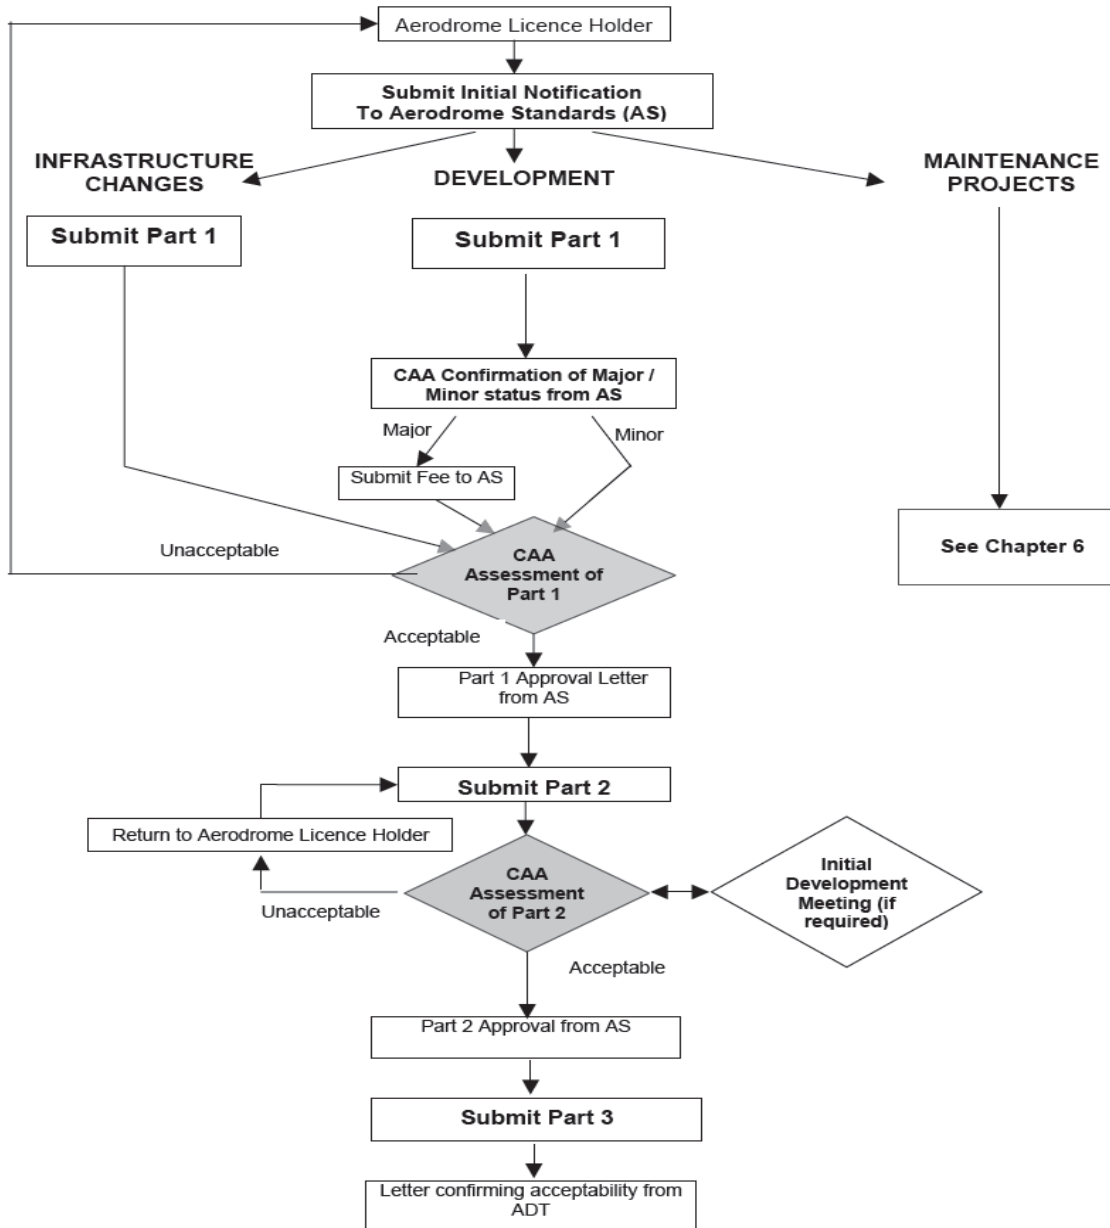 Aerodrome Licence Holder
Submit Initial Notification
To Aerodrome Standards (AS)
INFRASTRUCTURE
CHANGES
DEVELOPMENT
MAINTENANCE
PROJECTS
Submit Part 1
Submit Part 1
CAA Confirmation of Major /
Minor status from AS
Major
Minor
Submit Fee to AS
Unacceptable
CAA
Assessment of
Part 1
See Chapter 6
Acceptable
Part 1 Approval Letter
from AS
Submit Part 2
Return to Aerodrome Licence Holder
CAA
Assessment
of Part 2
Initial
Development
Meeting (if
required)
Unacceptable
Acceptable
Part 2 Approval from AS
Submit Part 3
Letter confirming acceptability from
ADT